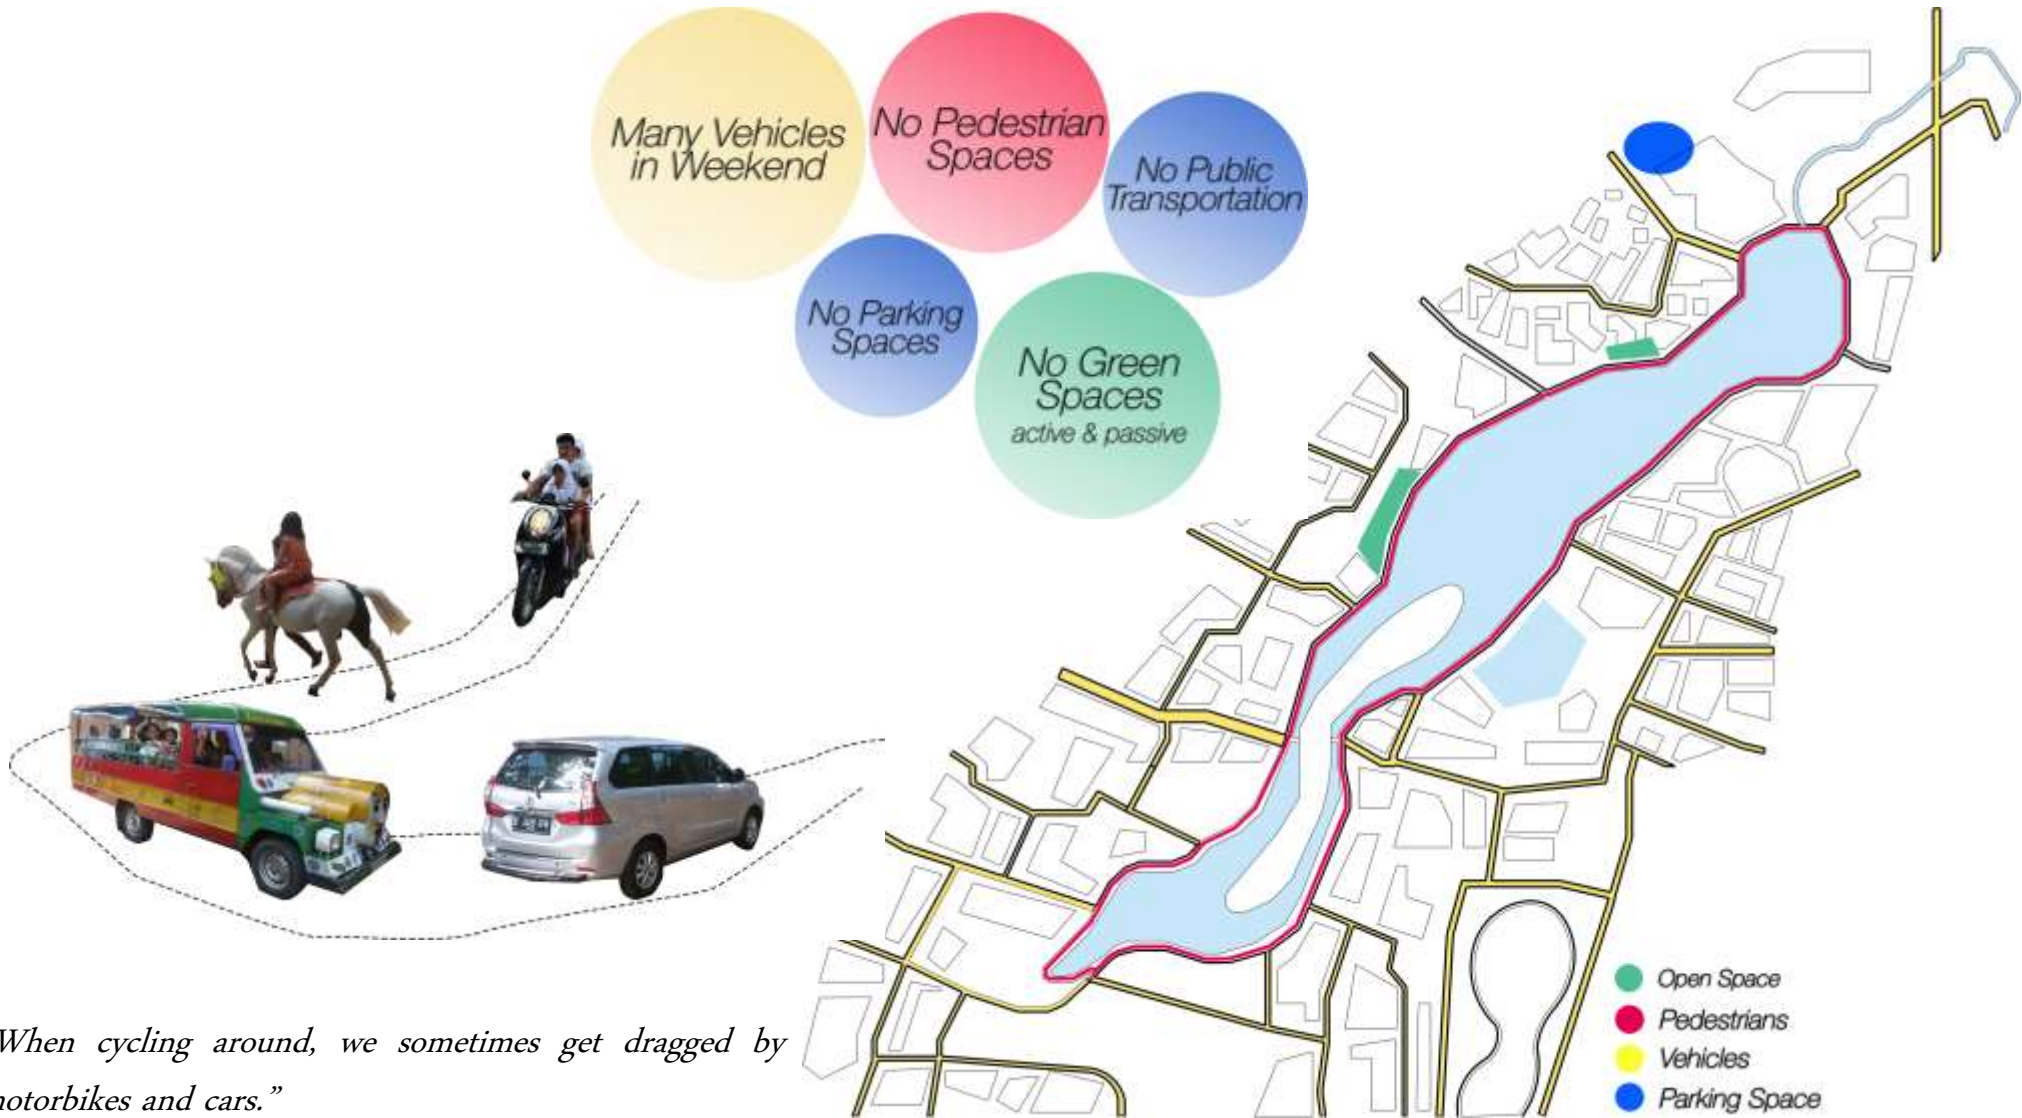 Many Vehicles
in Weekend
No Pedestrian
Spaces
No Public
Transportation
No Parking
Spaces
No Green
Spaces
active & passive
When cycling around, we sometimes get dragged by
motorbikes and cars.”
Open Space
Pedestrians
Vehicles
Parking Space